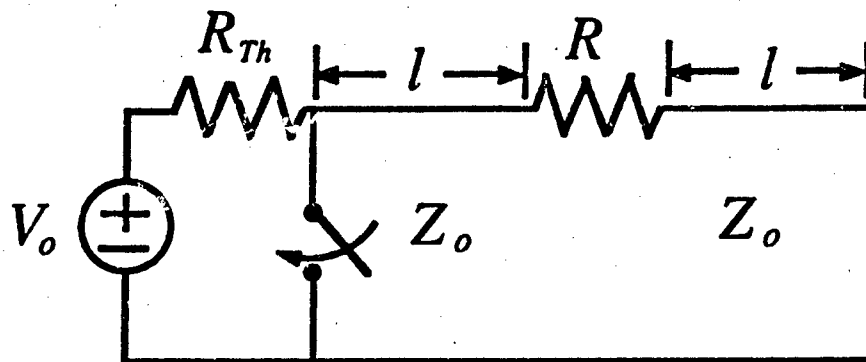 R_Th l R l
V_o + − Z_o Z_o